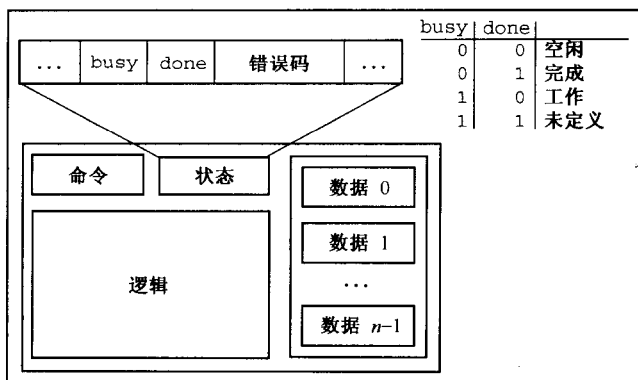 busy done
0 0 空闲
0 1 完成
1 0 工作
1 1 未定义
... busy done 错误码 ...
命令 状态
数据 0
数据 1
...
数据 n-1
逻辑